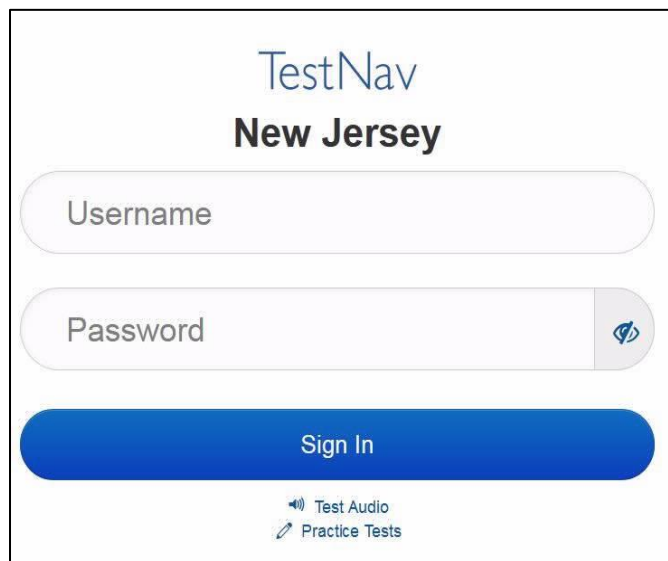 TestNav
New Jersey
Username
Password
Sign In
Test Audio
Practice Tests